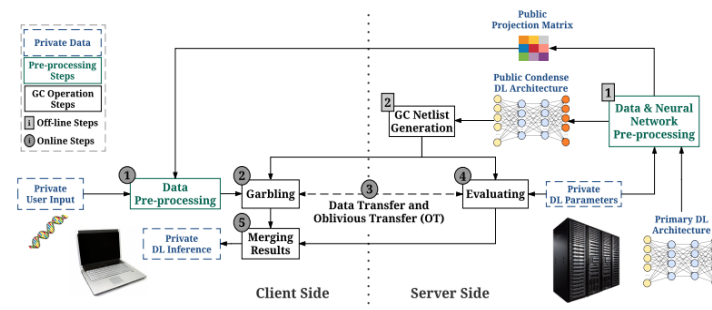 Private Data
Pre-processing
Steps
GC Operation
Steps
i Off-line Steps
i Online Steps
Public
Projection Matrix
Public Condense
DL Architecture
1
Data & Neural
Network
Pre-processing
2
GC Netlist
Generation
Private
User Input
1
Data
Pre-processing
2
Garbling
3
Data Transfer and
Oblivious Transfer (OT)
4
Evaluating
Private
DL Parameters
Primary DL
Architecture
5
Merging
Results
Private
DL Inference
Client Side
Server Side